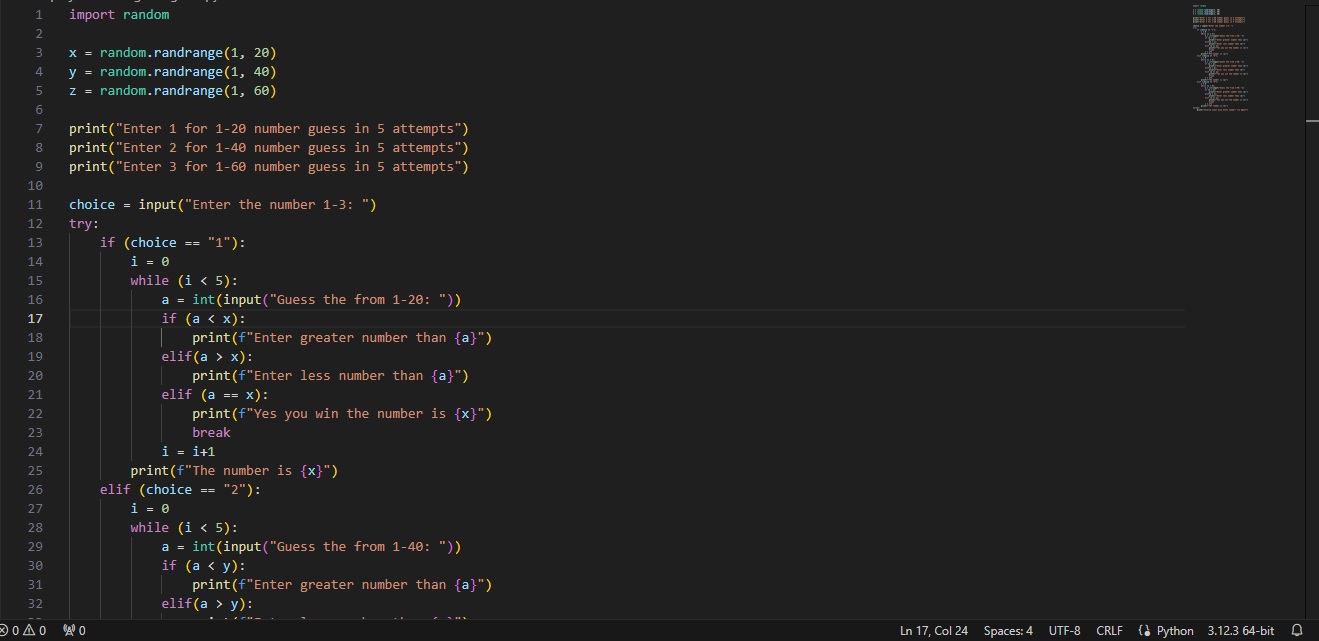 1 import random
2
3 x = random.randrange(1, 20)
4 y = random.randrange(1, 40)
5 z = random.randrange(1, 60)
6
7 print("Enter 1 for 1-20 number guess in 5 attempts")
8 print("Enter 2 for 1-40 number guess in 5 attempts")
9 print("Enter 3 for 1-60 number guess in 5 attempts")
10
11 choice = input("Enter the number 1-3: ")
12 try:
13     if (choice == "1"):
14         i = 0
15         while (i < 5):
16             a = int(input("Guess the from 1-20: "))
17             if (a < x):
18                 print(f"Enter greater number than {a}")
19             elif(a > x):
20                 print(f"Enter less number than {a}")
21             elif (a == x):
22                 print(f"Yes you win the number is {x}")
23                 break
24             i = i+1
25         print(f"The number is {x}")
26     elif (choice == "2"):
27         i = 0
28         while (i < 5):
29             a = int(input("Guess the from 1-40: "))
30             if (a < y):
31                 print(f"Enter greater number than {a}")
32             elif(a > y):
0 0 0 Ln 17, Col 24 Spaces: 4 UTF-8 CRLF Python 3.12.3 64-bit